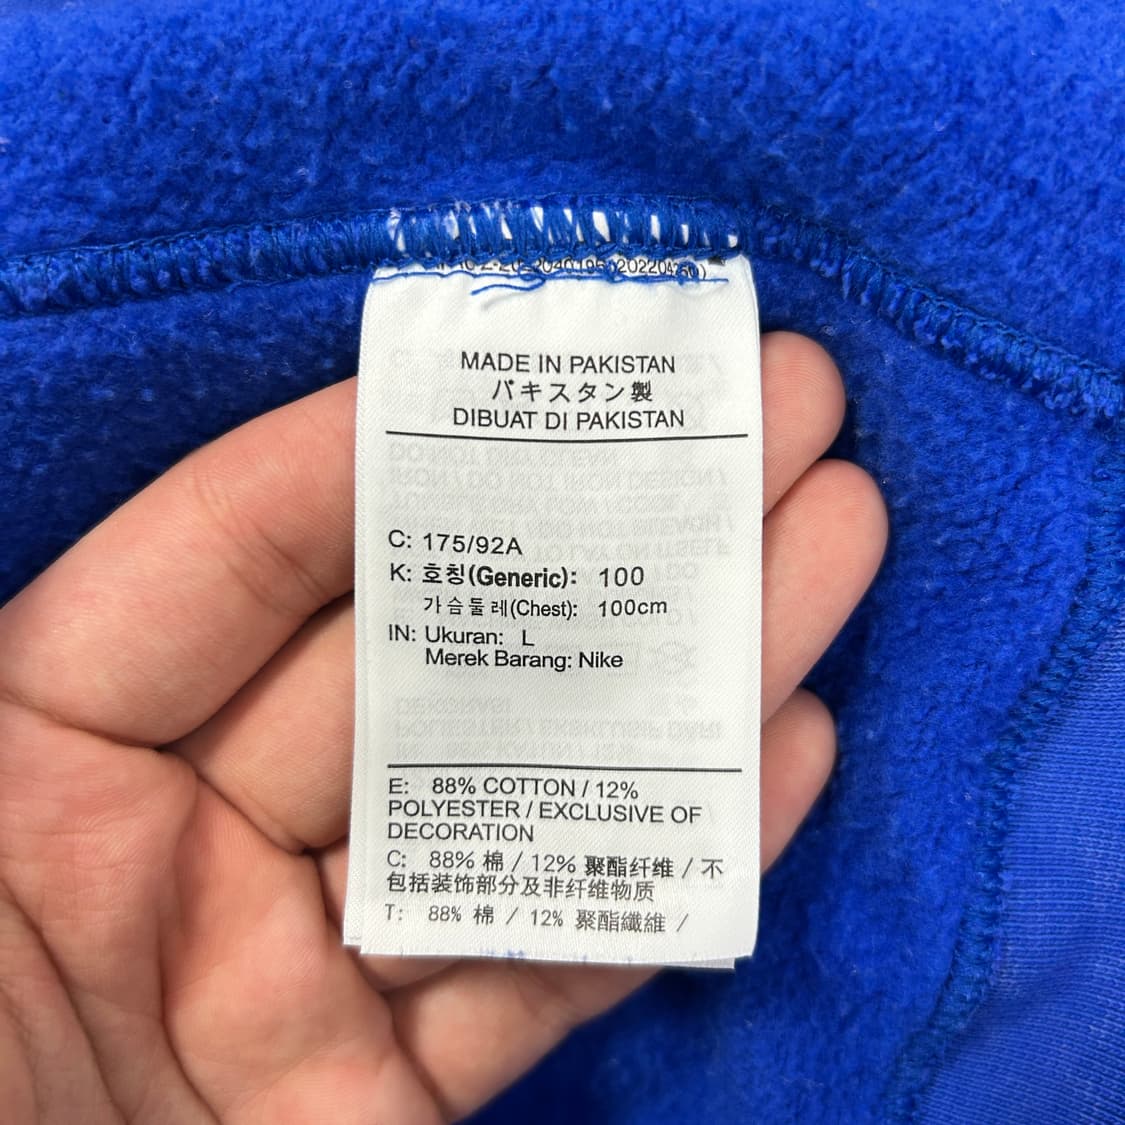 MADE IN PAKISTAN
パキスタン製
DIBUAT DI PAKISTAN
C: 175/92A
K: 호칭(Generic): 100
가슴둘레(Chest): 100cm
IN: Ukuran: L
Merek Barang: Nike
E: 88% COTTON / 12%
POLYESTER / EXCLUSIVE OF
DECORATION
C: 88% 棉 / 12% 聚酯纤维 / 不
包括装饰部分及非纤维物质
T: 88% 棉 / 12% 聚酯纖維 /